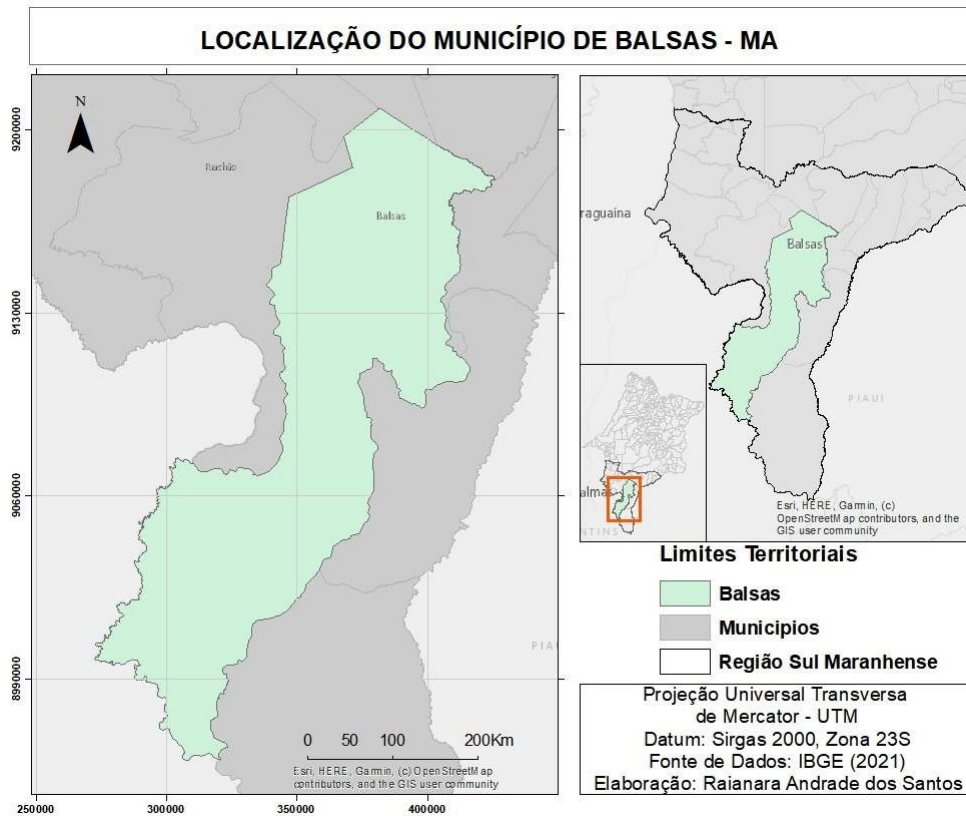 LOCALIZAÇÃO DO MUNICÍPIO DE BALSAS - MA
N
9200000
9130000
9060000
8990000
250000
300000
350000
400000
Riachão
Balsas
PIA
0 50 100 200Km
Esri, HERE, Garmin, (c) OpenStreetMap
contributors, and the GIS user community
raguaína
Balsas
PIAUÍ
almas
NTINS
Esri, HERE, Garmin, (c)
OpenStreetMap contributors, and the
GIS user community
Limites Territoriais
Balsas
Municipios
Região Sul Maranhense
Projeção Universal Transversa
de Mercator - UTM
Datum: Sirgas 2000, Zona 23S
Fonte de Dados: IBGE (2021)
Elaboração: Raianara Andrade dos Santos